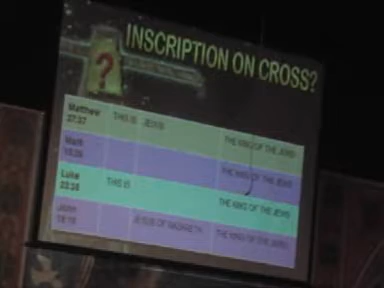 ?
INSCRIPTION ON CROSS?
Matthew THIS IS JESUS THE KING OF THE JEWS
27:37
Mark THE KING OF THE JEWS
Luke THIS IS THE KING OF THE JEWS
23:38
John JESUS OF NAZARETH THE KING OF THE JEWS
19:19